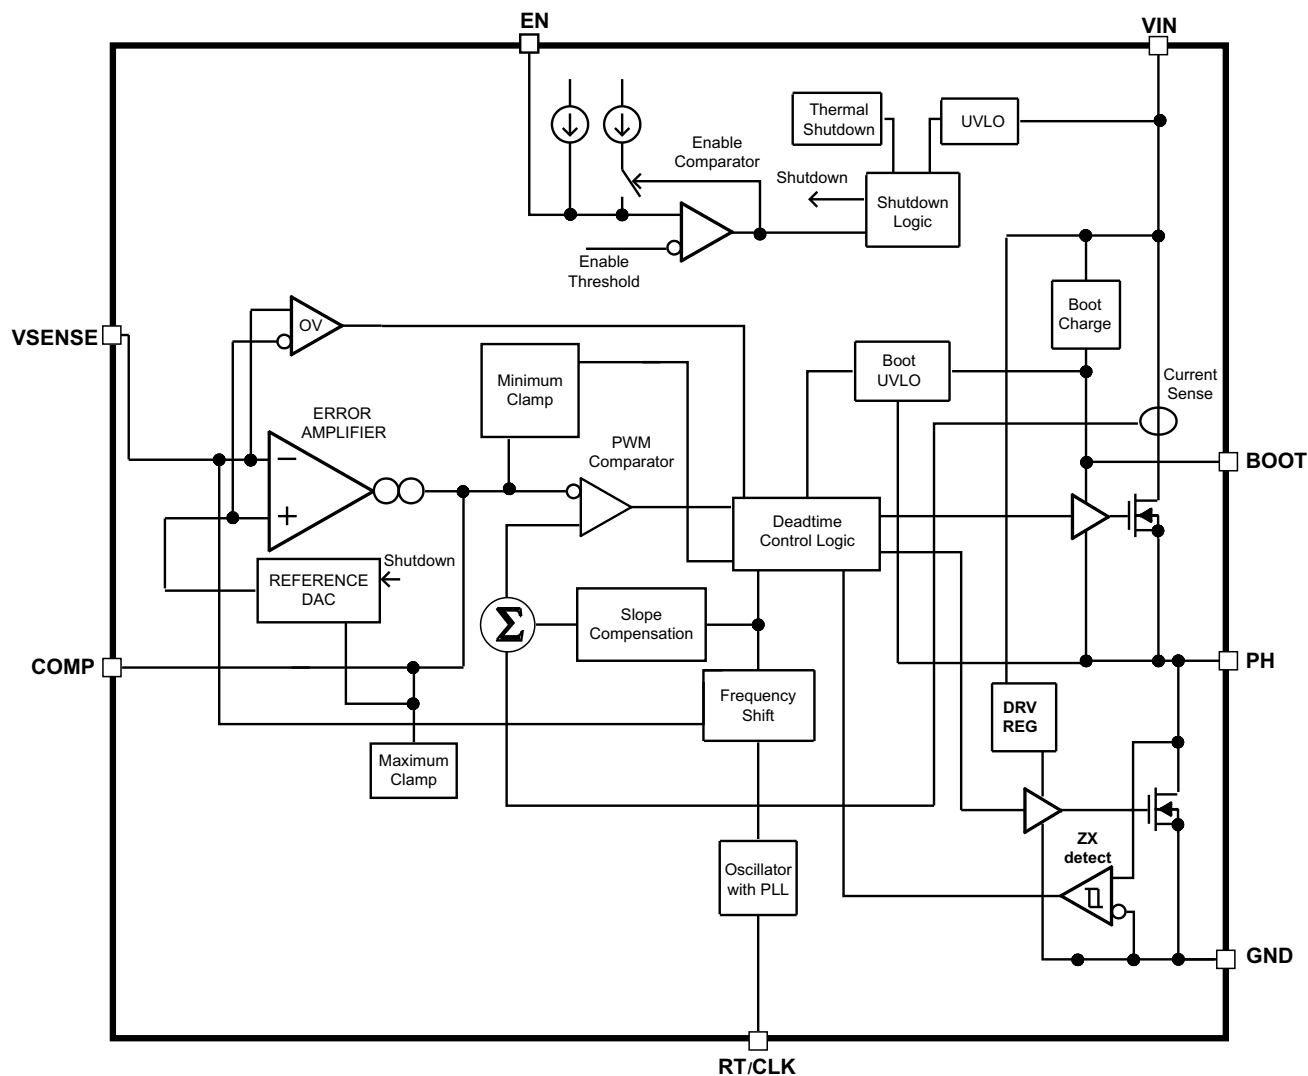 EN
VIN
Thermal
Shutdown
UVLO
Enable
Comparator
Shutdown
Shutdown
Logic
Enable
Threshold
Boot
Charge
VSENSE
OV
Minimum
Clamp
Boot
UVLO
Current
Sense
ERROR
AMPLIFIER
PWM
Comparator
BOOT
−
+
Deadtime
Control Logic
Shutdown
REFERENCE
DAC
Σ
Slope
Compensation
COMP
PH
Frequency
Shift
DRV
REG
Maximum
Clamp
ZX
detect
Oscillator
with PLL
GND
RT/CLK